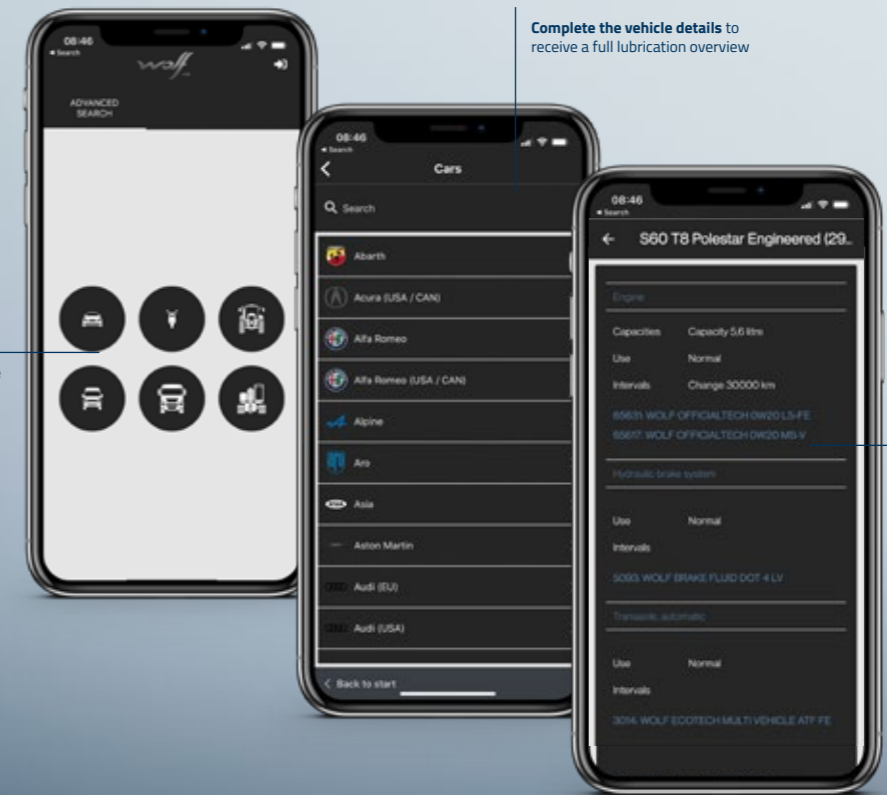 Complete the vehicle details to
receive a full lubrication overview
08:46
Search
wolf
ADVANCED
SEARCH
08:46
Search
Cars
Search
Abarth
Acura (USA / CAN)
Alfa Romeo
Alfa Romeo (USA / CAN)
Alpine
Aro
Asia
Aston Martin
Audi (EU)
Audi (USA)
Back to start
08:46
Search
S60 T8 Polestar Engineered (29..
Engine
Capacities Capacity 5,6 litre
Use Normal
Intervals Change 30000 km
65631: WOLF OFFICIALTECH 0W20 LS-FE
65617: WOLF OFFICIALTECH 0W20 MS-V
Hydraulic brake system
Use Normal
Intervals
5093: WOLF BRAKE FLUID DOT 4 LV
Transaxle, automatic
Use Normal
Intervals
3014: WOLF ECOTECH MULTI VEHICLE ATF FE